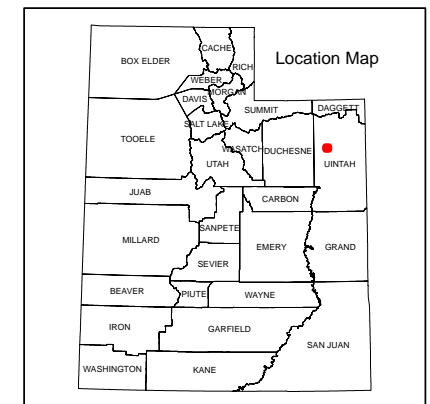 Location Map
CACHE
BOX ELDER
RICH
WEBER
MORGAN
DAVIS
SUMMIT
DAGGETT
SALT LAKE
TOOELE
WASATCH
DUCHESNE
UTAH
UINTAH
JUAB
CARBON
SANPETE
MILLARD
EMERY
GRAND
SEVIER
BEAVER
PIUTE
WAYNE
IRON
GARFIELD
SAN JUAN
WASHINGTON
KANE